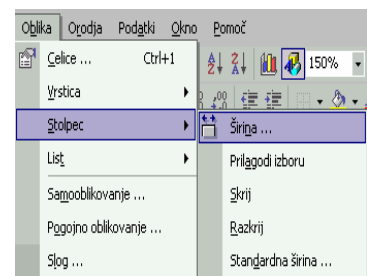 Oblika Orodja Podatki Okno Pomoč
Celice ... Ctrl+1
150%
Vrstica
Stolpec
Širina ...
List
Prilagodi izboru
Samooblikovanje ...
Skrij
Pogojno oblikovanje ...
Razkrij
Slog ...
Standardna širina ...